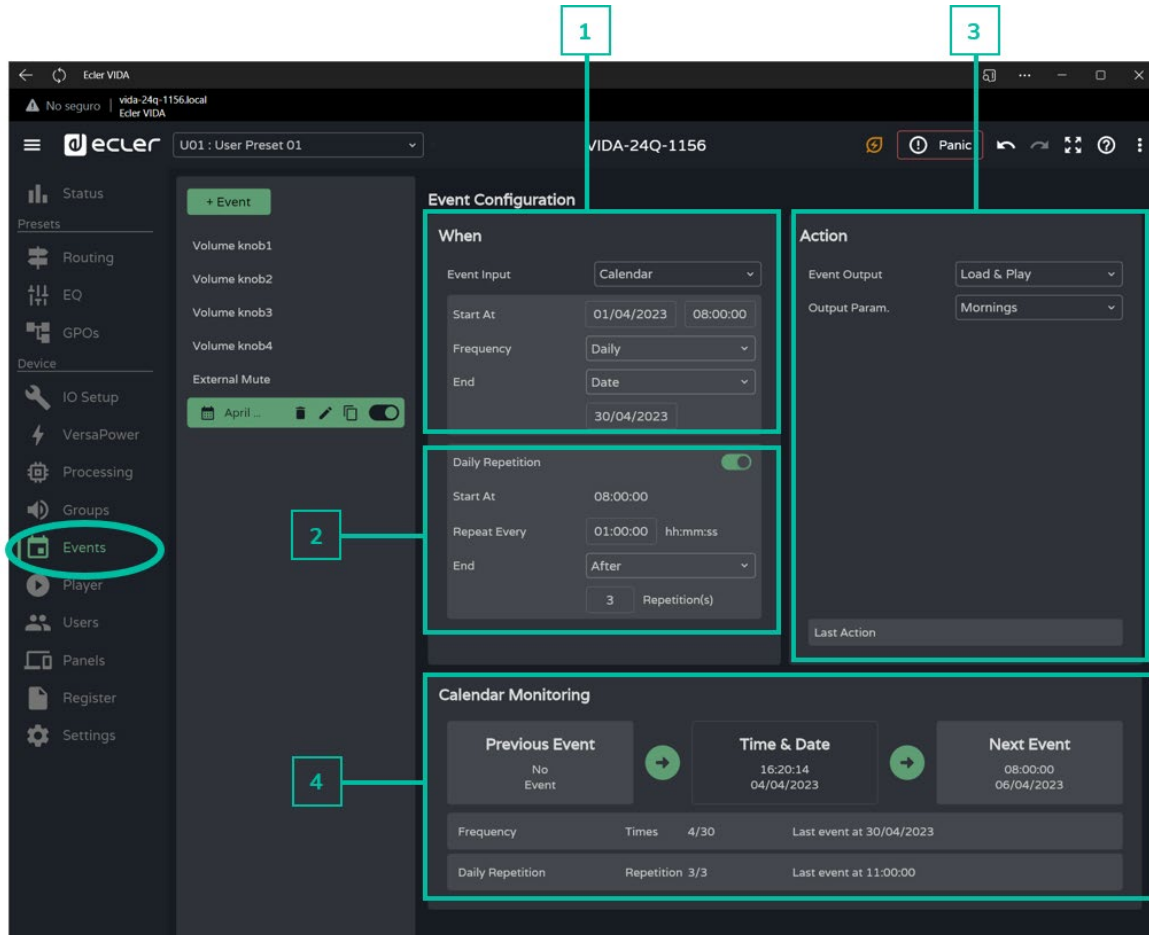 1
3
Ecler VIDA
No seguro
vida-24q-1156.local
Ecler VIDA
ecler
U01 : User Preset 01
VIDA-24Q-1156
Panic
Status
Presets
Routing
EQ
GPOs
Device
IO Setup
VersaPower
Processing
Groups
Events
Player
Users
Panels
Register
Settings
+ Event
Volume knob1
Volume knob2
Volume knob3
Volume knob4
External Mute
April ...
Event Configuration
When
Event Input Calendar
Start At 01/04/2023 08:00:00
Frequency Daily
End Date
30/04/2023
2
Daily Repetition
Start At 08:00:00
Repeat Every 01:00:00 hh:mm:ss
End After
3 Repetition(s)
Action
Event Output Load & Play
Output Param. Mornings
Last Action
4
Calendar Monitoring
Previous Event
No
Event
Time & Date
16:20:14
04/04/2023
Next Event
08:00:00
06/04/2023
Frequency Times 4/30 Last event at 30/04/2023
Daily Repetition Repetition 3/3 Last event at 11:00:00